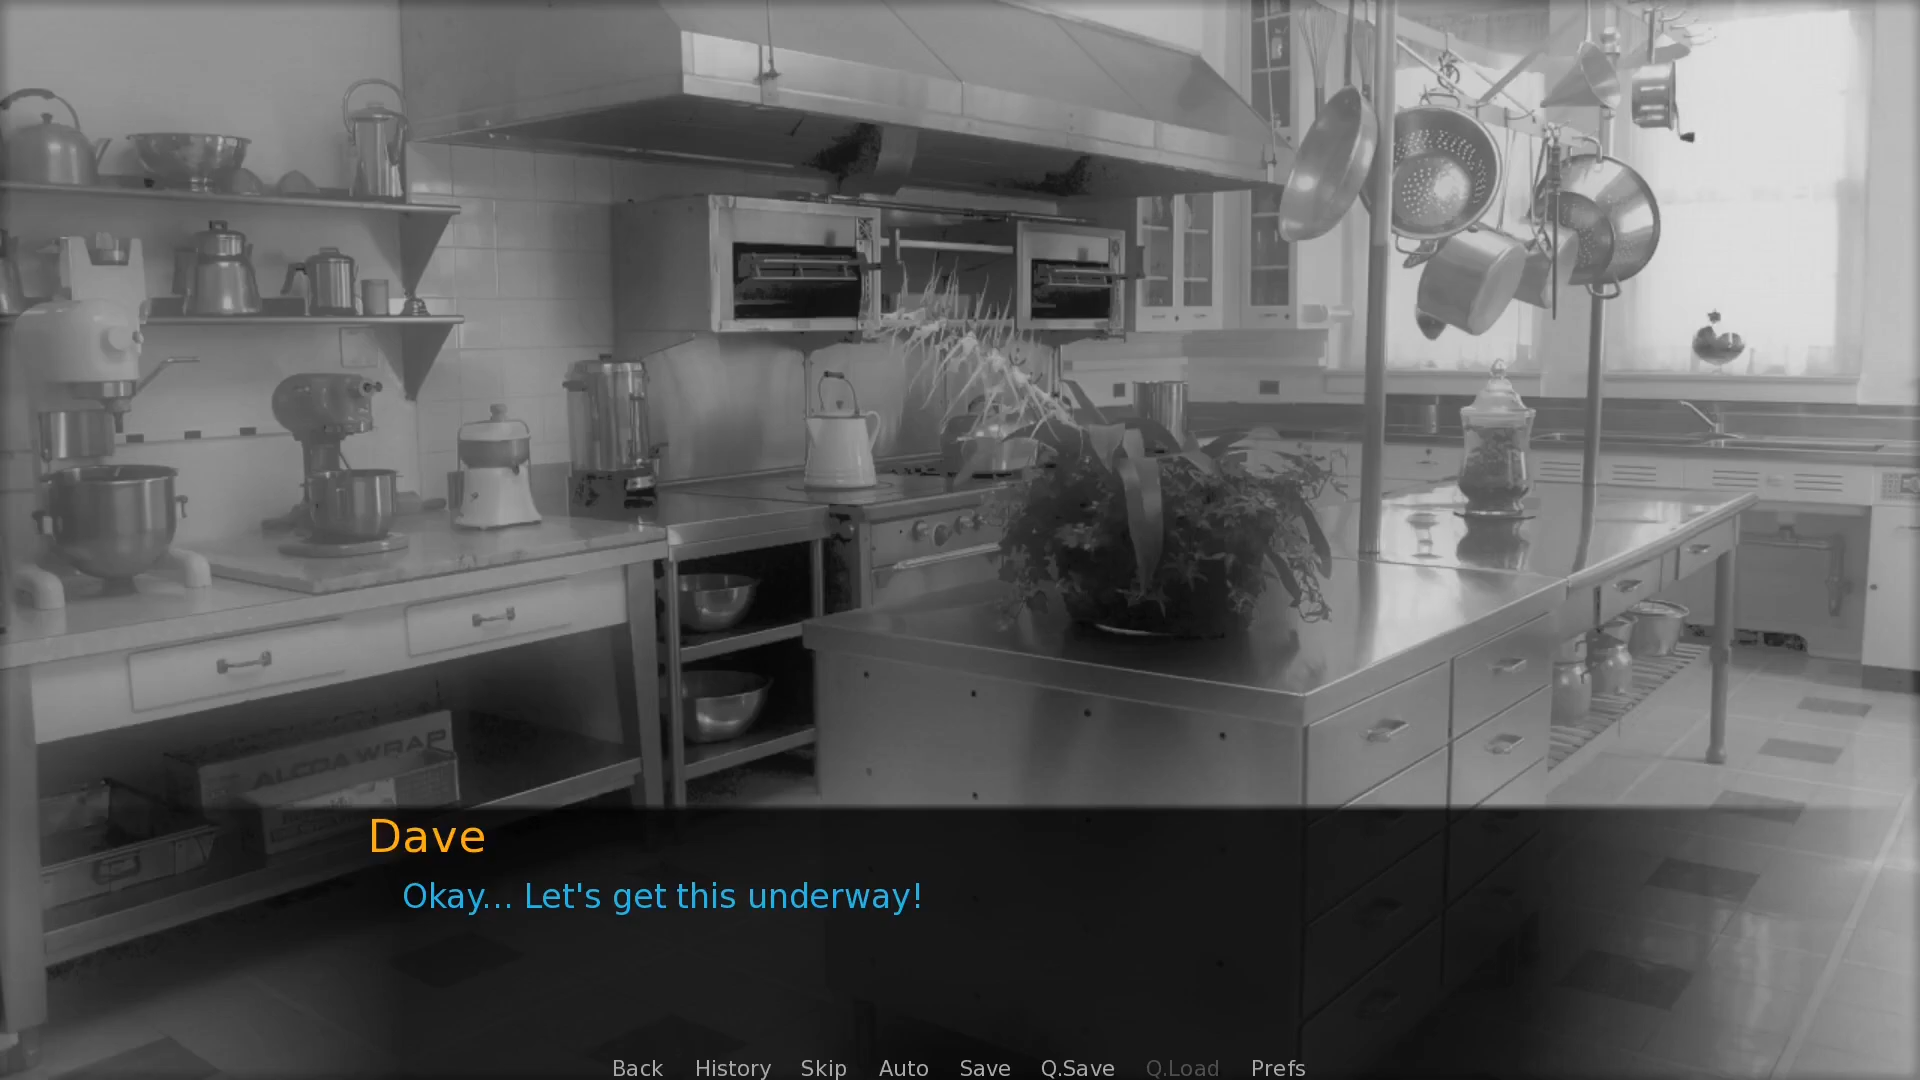 ALCOA WRAP
Dave
Okay... Let's get this underway!
Back History Skip Auto Save Q.Save Q.Load Prefs